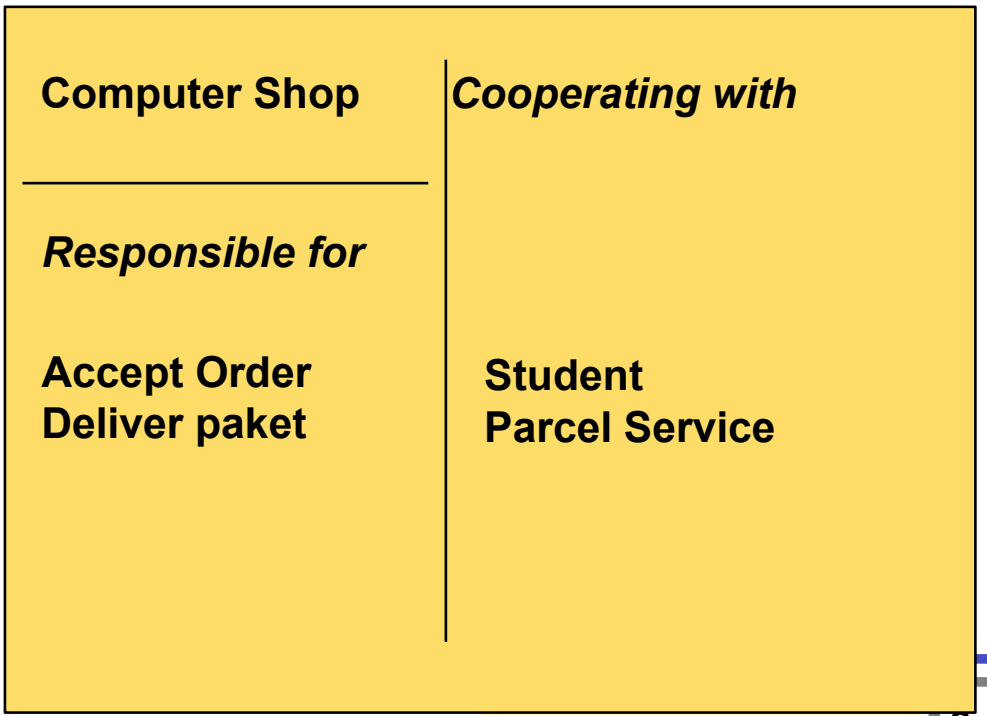 Computer Shop
Cooperating with
Responsible for
Accept Order
Deliver paket
Student
Parcel Service